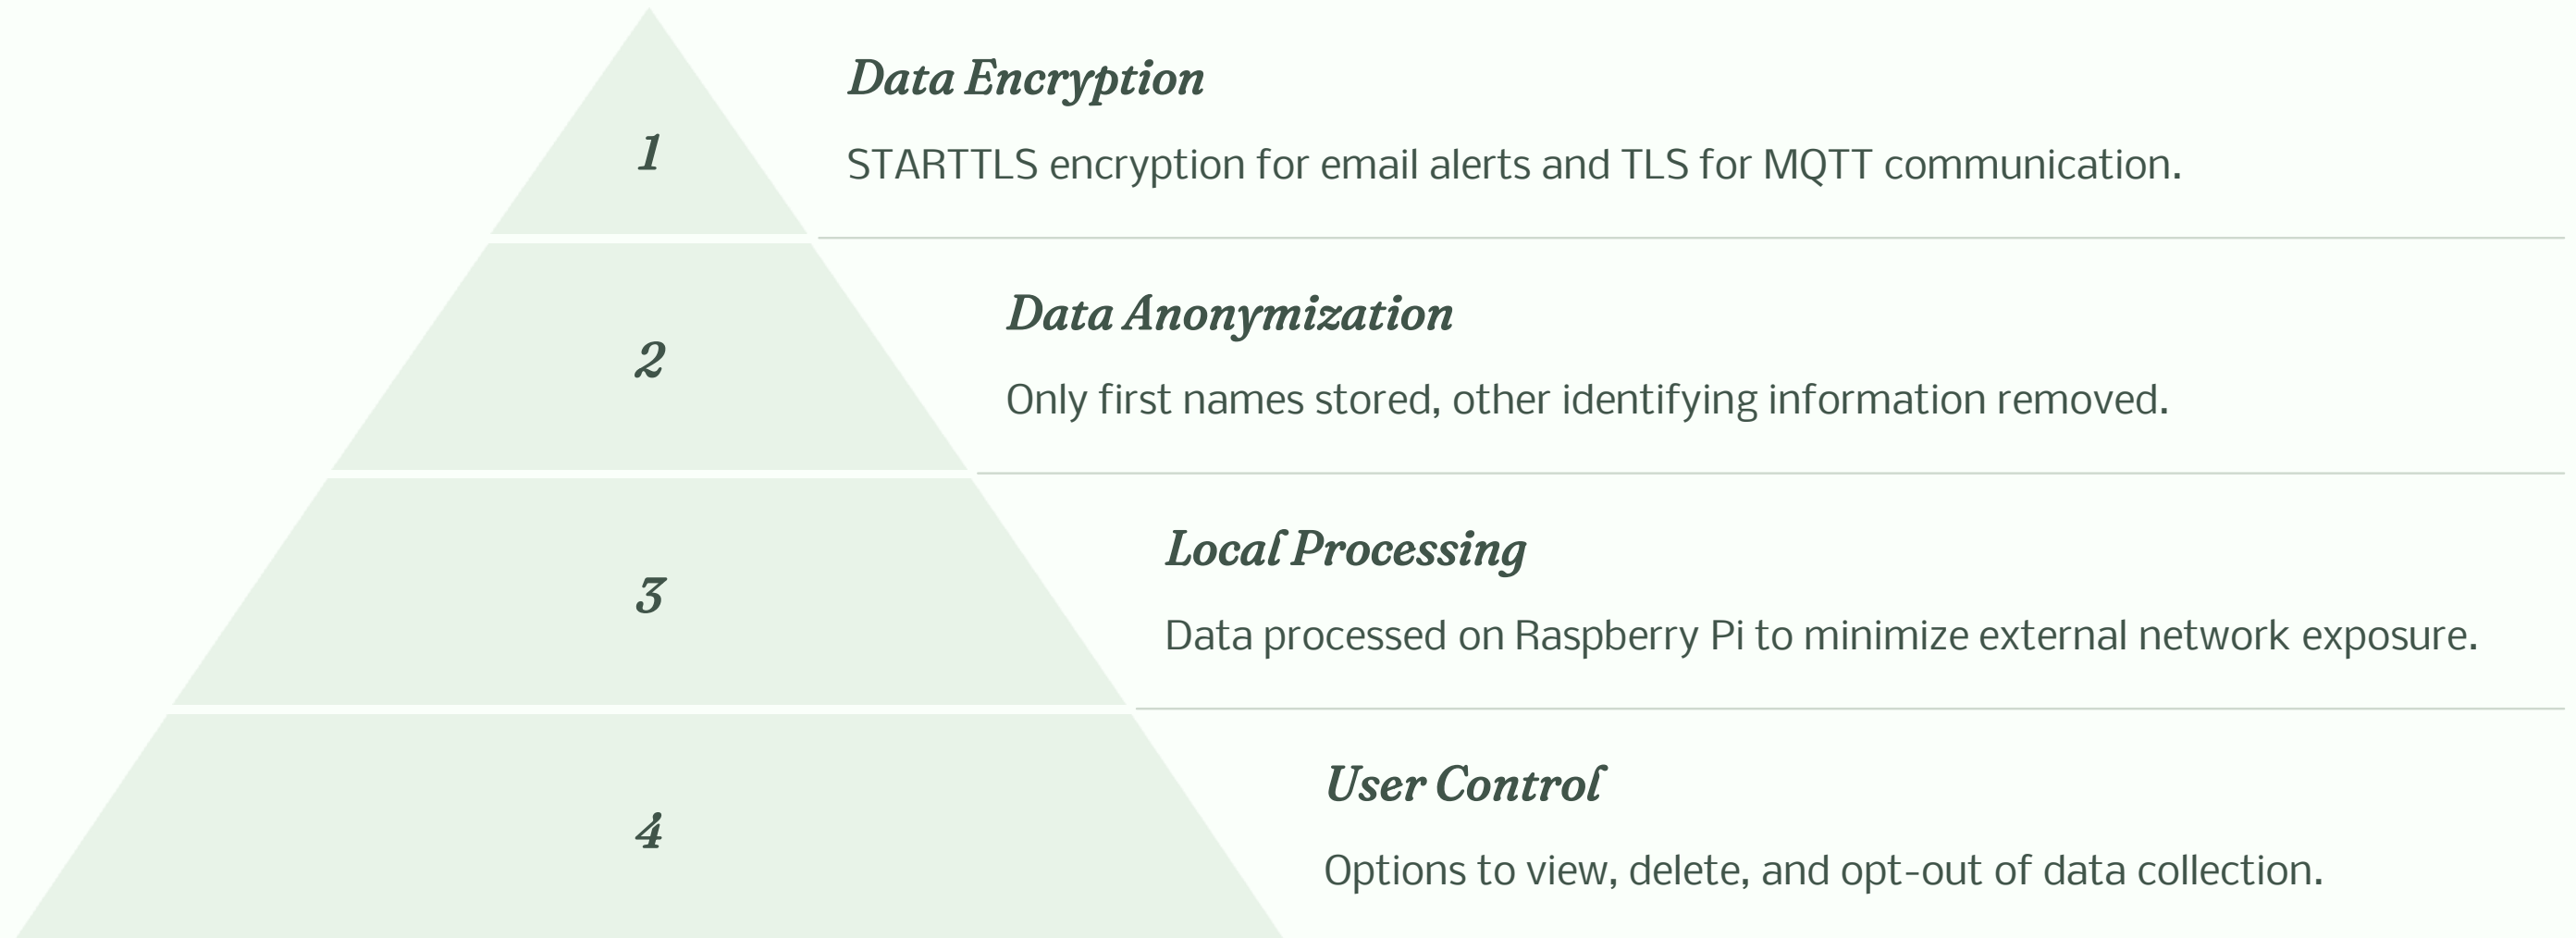 1
Data Encryption
STARTTLS encryption for email alerts and TLS for MQTT communication.
2
Data Anonymization
Only first names stored, other identifying information removed.
3
Local Processing
Data processed on Raspberry Pi to minimize external network exposure.
4
User Control
Options to view, delete, and opt-out of data collection.